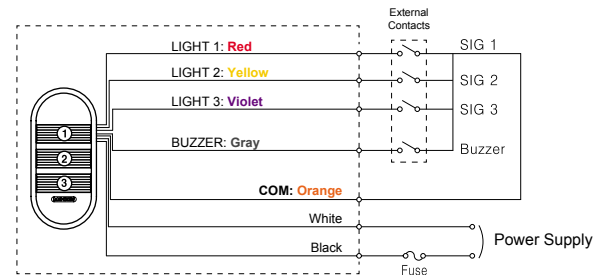 External
Contacts
LIGHT 1: Red
SIG 1
LIGHT 2: Yellow
SIG 2
LIGHT 3: Violet
SIG 3
BUZZER: Gray
Buzzer
1
2
3
COM: Orange
White
Black
Power Supply
Fuse